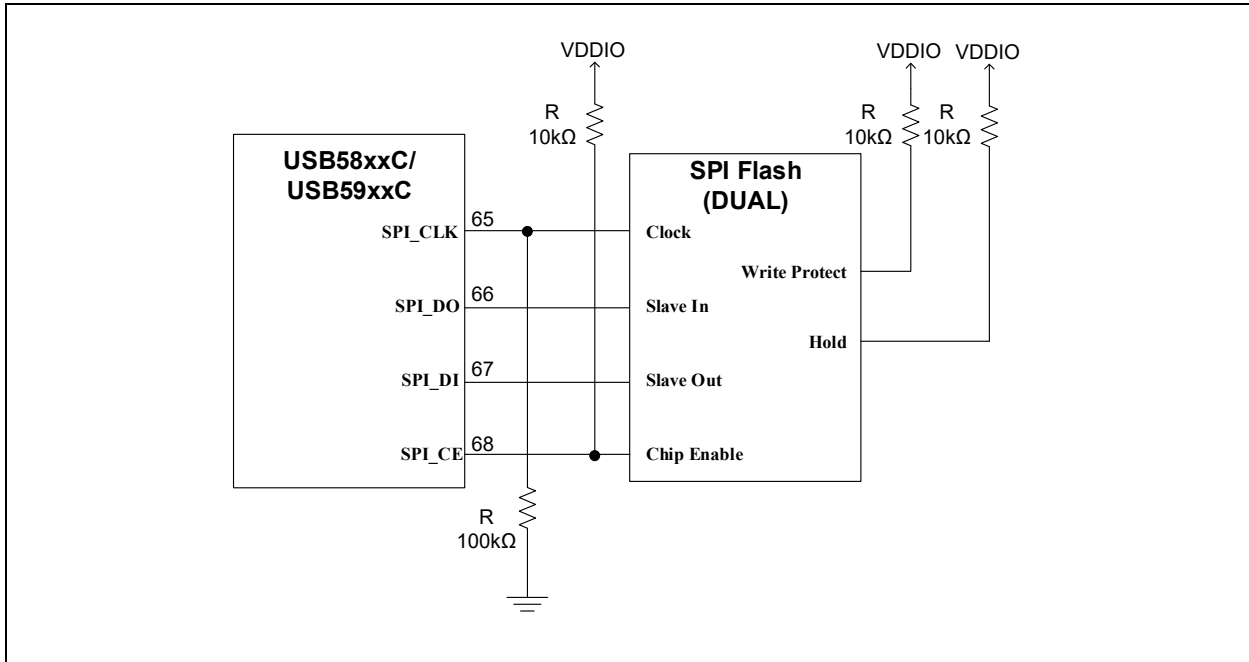 VDDIO
VDDIO
VDDIO
R
10kΩ
R
10kΩ
R
10kΩ
USB58xxC/
USB59xxC
SPI_CLK
65
SPI_DO
66
SPI_DI
67
SPI_CE
68
SPI Flash
(DUAL)
Clock
Write Protect
Slave In
Hold
Slave Out
Chip Enable
R
100kΩ